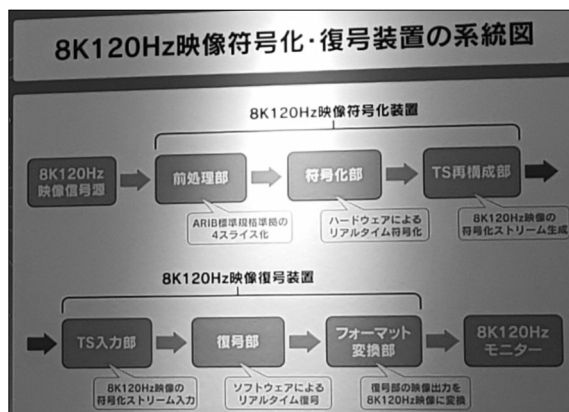 8K120Hz映像符号化・復号装置の系統図
8K120Hz映像符号化装置
8K120Hz
映像信号源
前処理部
符号化部
TS再構成部
ARIB標準規格準拠の
4スライス化
ハードウェアによる
リアルタイム符号化
8K120Hz映像の
符号化ストリーム生成
8K120Hz映像復号装置
TS入力部
復号部
フォーマット
変換部
8K120Hz
モニター
8K120Hz映像の
符号化ストリーム入力
ソフトウェアによる
リアルタイム復号
復号部の映像出力を
8K120Hz映像に変換